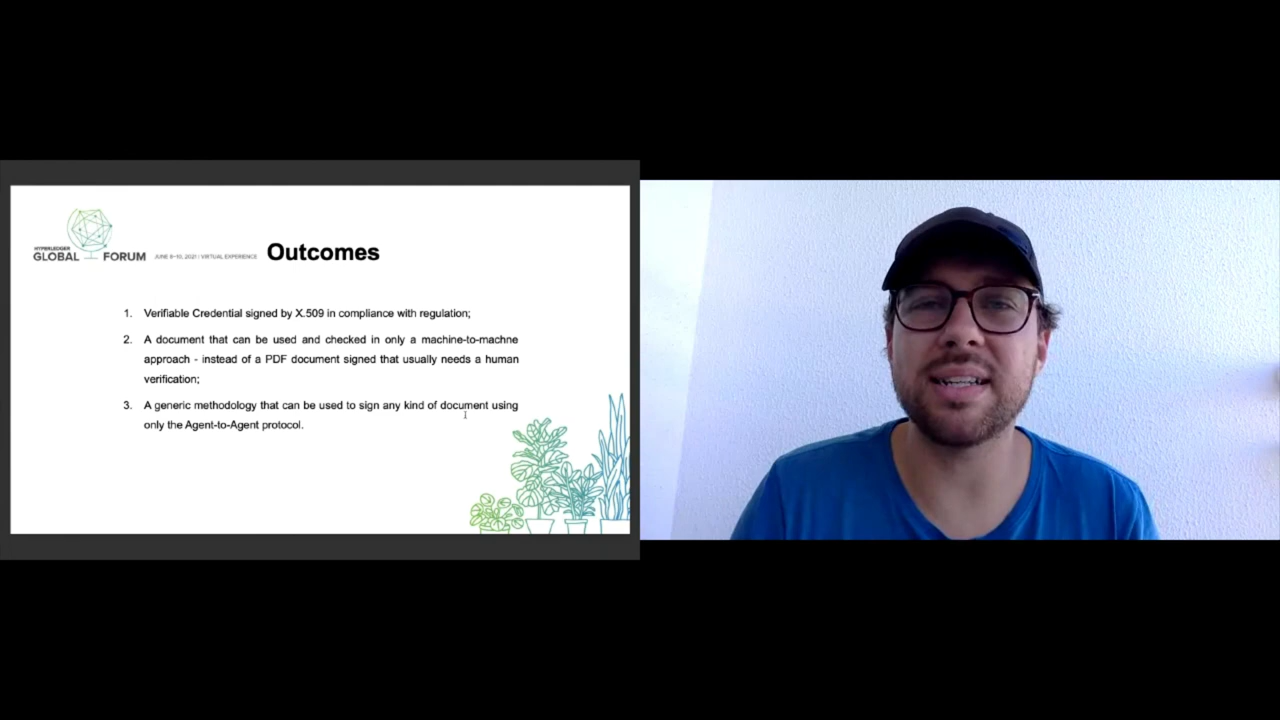 HYPERLEDGER
GLOBAL FORUM
JUNE 8-10, 2021 | VIRTUAL EXPERIENCE
Outcomes
1. Verifiable Credential signed by X.509 in compliance with regulation;
2. A document that can be used and checked in only a machine-to-machne
approach - instead of a PDF document signed that usually needs a human
verification;
3. A generic methodology that can be used to sign any kind of document using
only the Agent-to-Agent protocol.